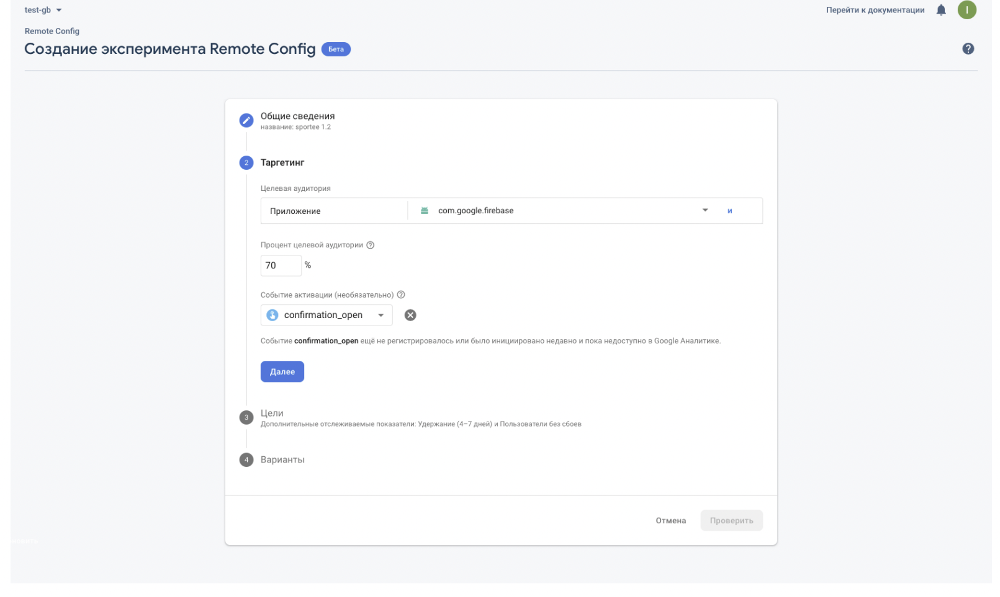 test-gb
Перейти к документации
I
Remote Config
Создание эксперимента Remote Config Бета
Общие сведения
название: sportee 1.2
2 Таргетинг
Целевая аудитория
Приложение com.google.firebase и
Процент целевой аудитории
70 %
Событие активации (необязательно)
confirmation_open
Событие confirmation_open ещё не регистрировалось или было инициировано недавно и пока недоступно в Google Аналитике.
Далее
3 Цели
Дополнительные отслеживаемые показатели: Удержание (4–7 дней) и Пользователи без сбоев
4 Варианты
Отмена Проверить